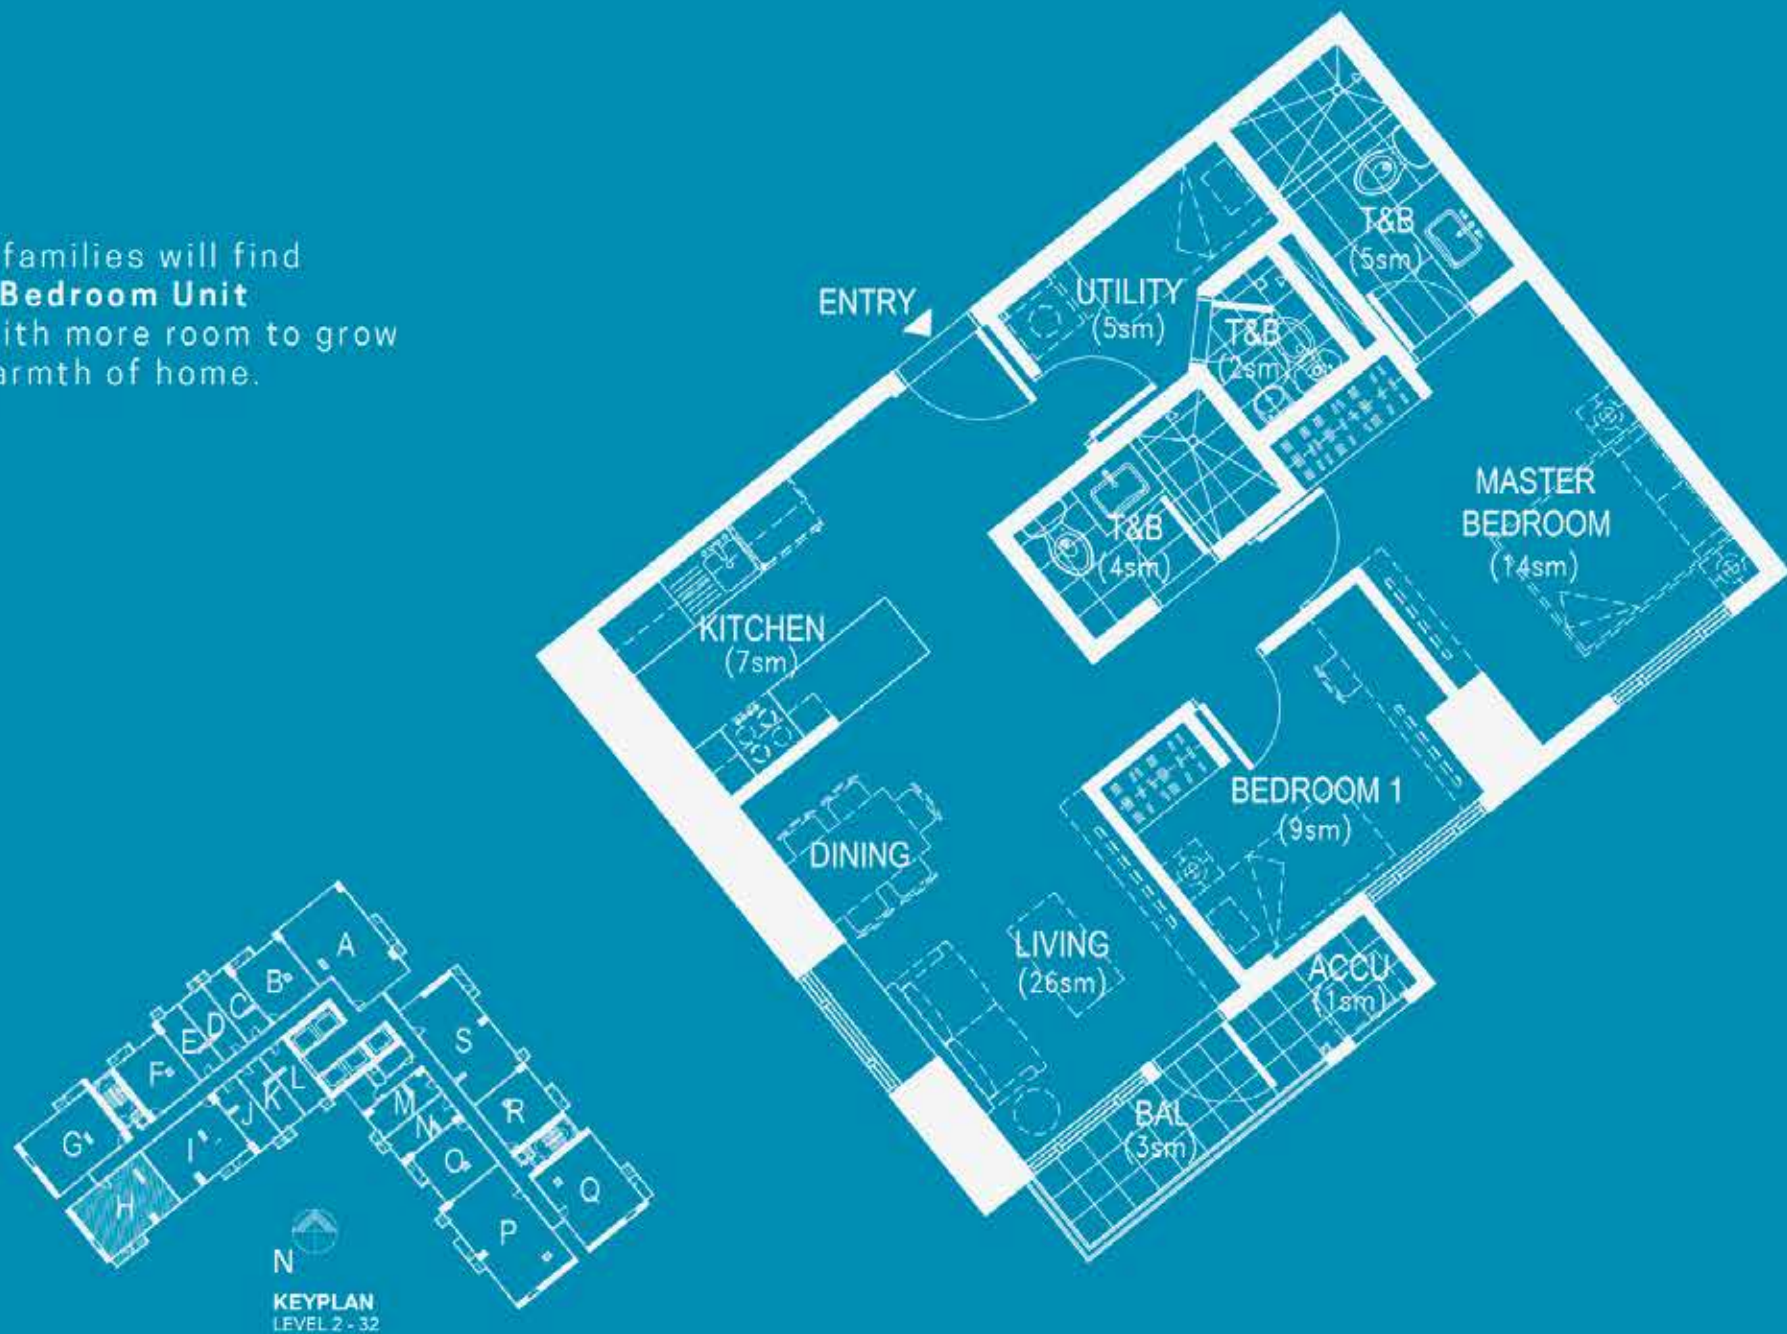 families will find
Bedroom Unit
ith more room to grow
armth of home.
ENTRY
UTILITY
(5sm)
T&B
(5sm)
T&B
(2sm)
T&B
(4sm)
MASTER
BEDROOM
(14sm)
KITCHEN
(7sm)
BEDROOM 1
(9sm)
DINING
LIVING
(26sm)
ACCU
(1sm)
BAL
(3sm)
A
B
C
D
E
F
G
H
I
J
K
L
M
N
O
P
Q
R
S
N
KEYPLAN
LEVEL 2 - 32